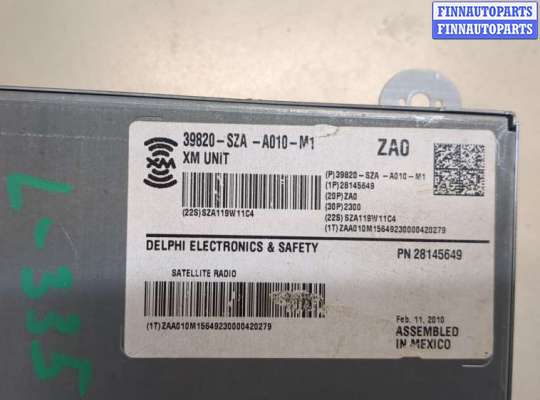 FINNAUTOPARTS
FINNAUTOPARTS
39820-SZA -A010-M1
XM UNiT
ZA0
XM
(P)39820-SZA -A010-M1
(1P)28145649
(20P)ZA0
(30P)2300
(22S)SZA119W11C4
(22S)SZA119W11C4
(1T)ZAA010M15649230000420279
DELPHI ELECTRONICS & SAFETY
PN 28145649
SATELLITE RADIO
(1T)ZAA010M15649230000420279
Feb. 11, 2010
ASSEMBLED
IN MEXICO
L-335